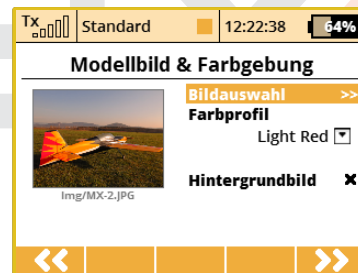 Tx Standard 12:22:38 64%
Modellbild & Farbgebung
Bildauswahl >>
Farbprofil
Light Red
Img/MX-2.JPG
Hintergrundbild